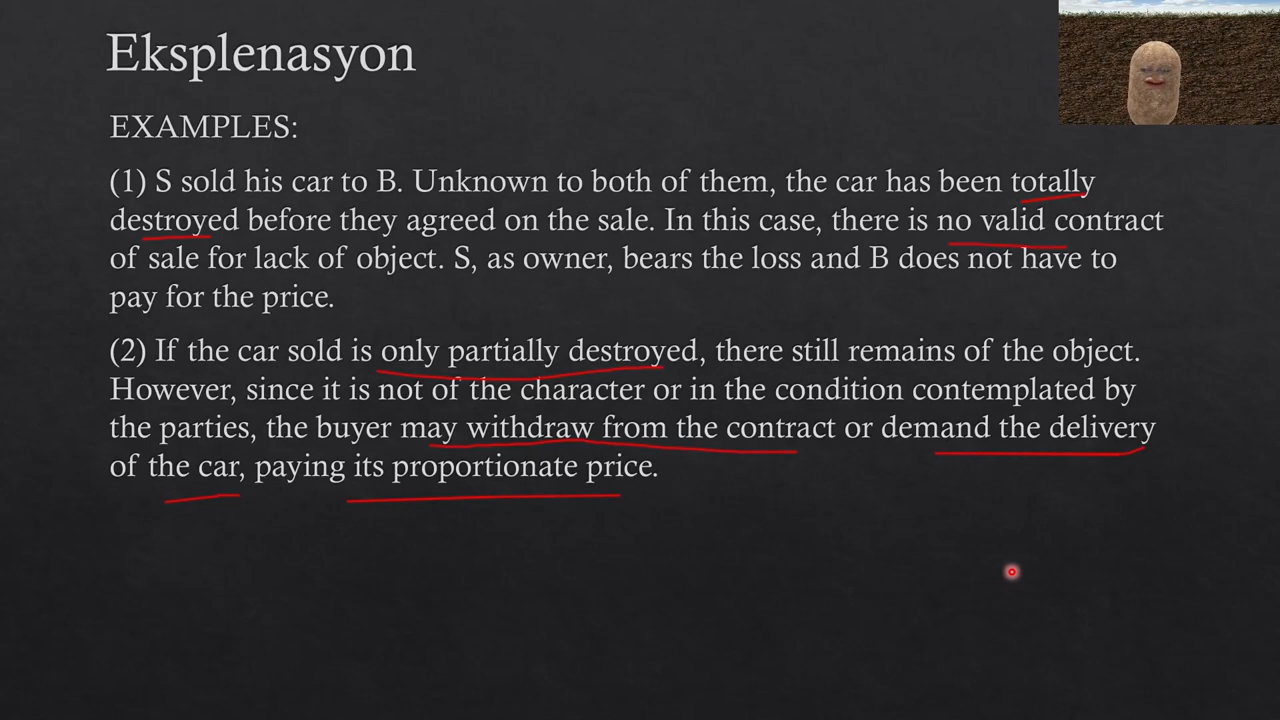 Eksplenasyon
EXAMPLES:
(1) S sold his car to B. Unknown to both of them, the car has been totally
destroyed before they agreed on the sale. In this case, there is no valid contract
of sale for lack of object. S, as owner, bears the loss and B does not have to
pay for the price.
(2) If the car sold is only partially destroyed, there still remains of the object.
However, since it is not of the character or in the condition contemplated by
the parties, the buyer may withdraw from the contract or demand the delivery
of the car, paying its proportionate price.